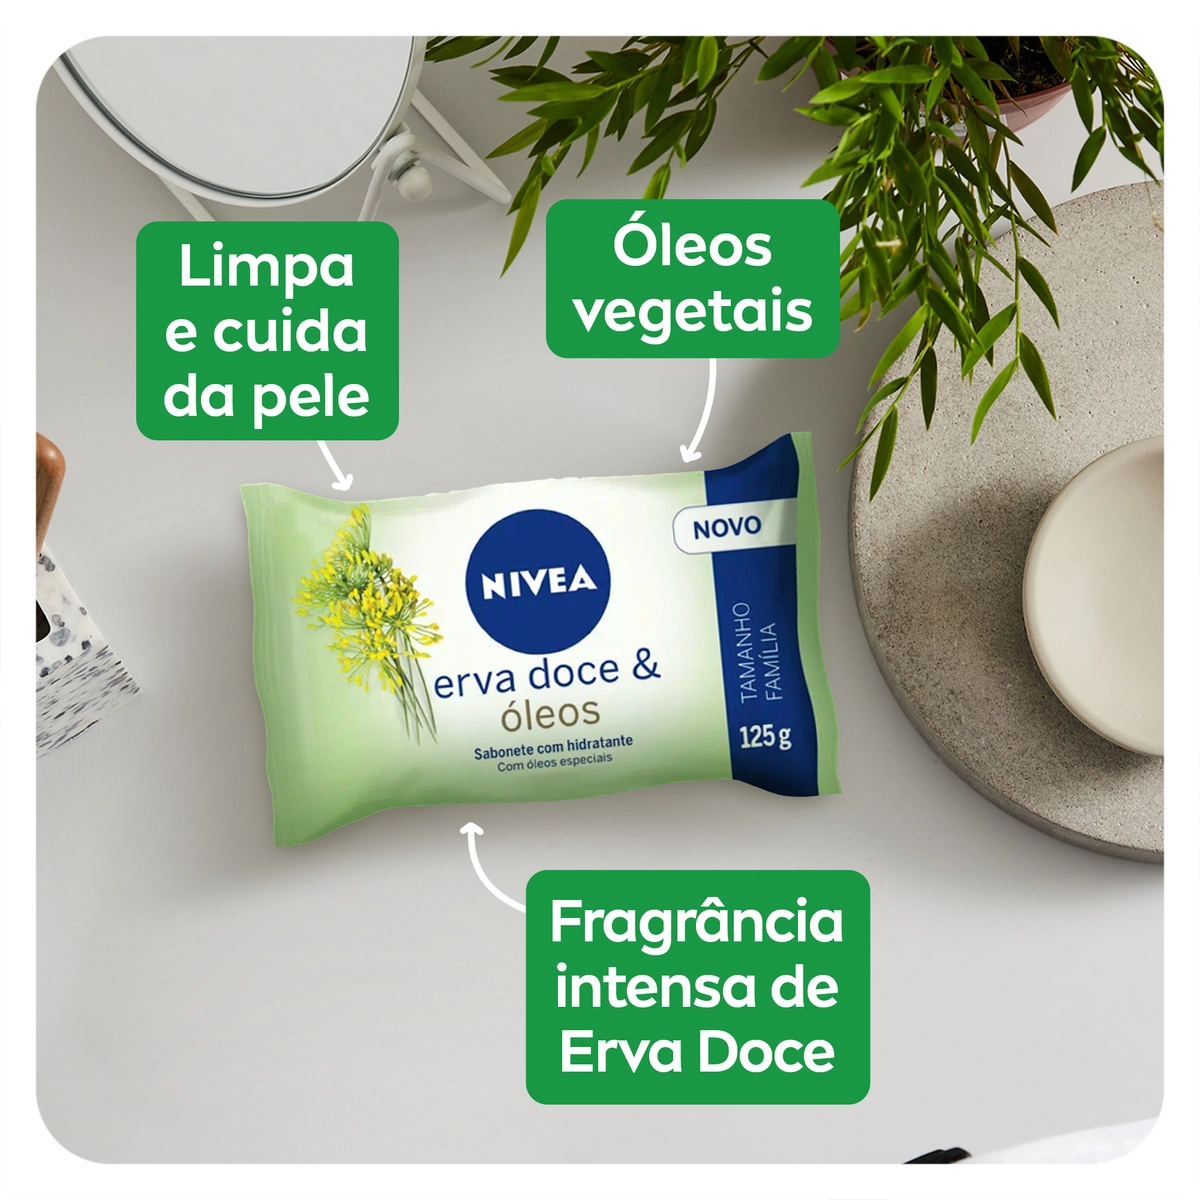 Limpa
e cuida
da pele
Óleos
vegetais
NOVO
NIVEA
erva doce &
óleos
Sabonete com hidratante
Com óleos especiais
TAMANHO
FAMÍLIA
125g
Fragrância
intensa de
Erva Doce